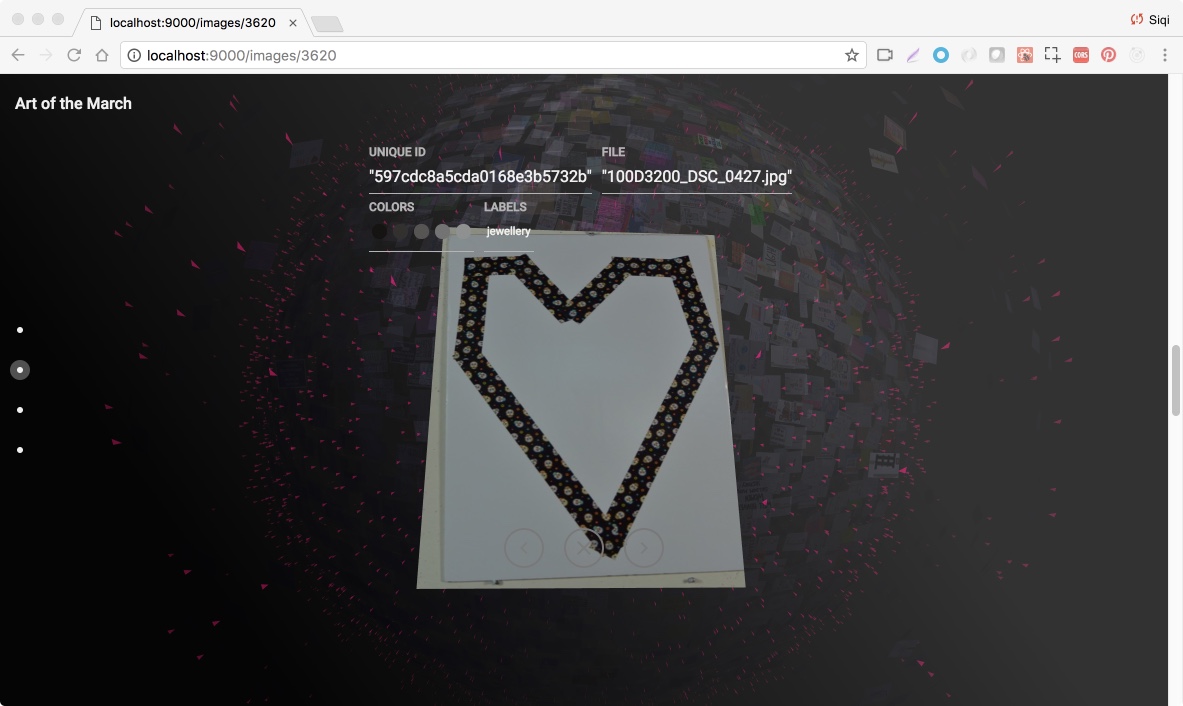 localhost:9000/images/3620
Siqi
localhost:9000/images/3620
CORS
Art of the March
UNIQUE ID
FILE
"597cdc8a5cda0168e3b5732b"
"100D3200_DSC_0427.jpg"
COLORS
LABELS
jewellery